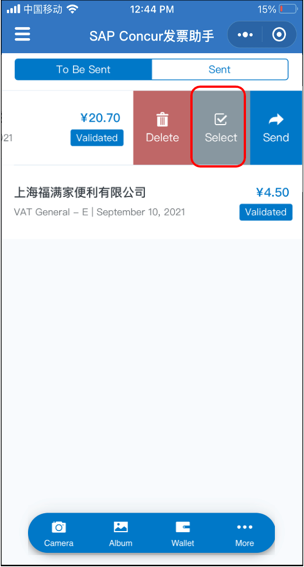 中国移动 12:44 PM 15%
SAP Concur发票助手
To Be Sent Sent
¥20.70
2021 Validated
Delete Select Send
上海福满家便利有限公司 ¥4.50
VAT General - E | September 10, 2021 Validated
Camera Album Wallet More